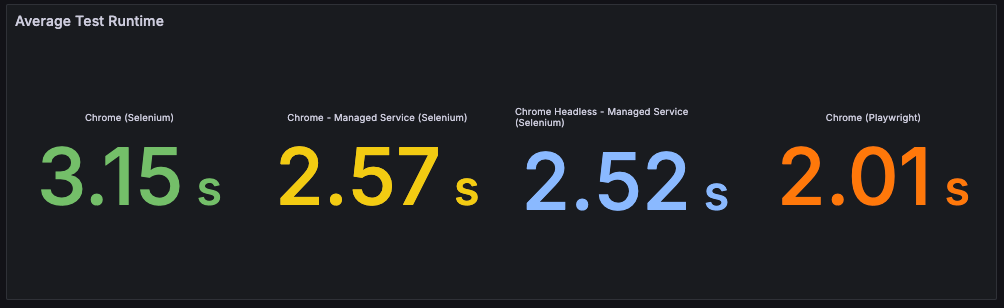 Average Test Runtime
Chrome (Selenium)
3.15 s
Chrome - Managed Service (Selenium)
2.57 s
Chrome Headless - Managed Service
(Selenium)
2.52 s
Chrome (Playwright)
2.01 s